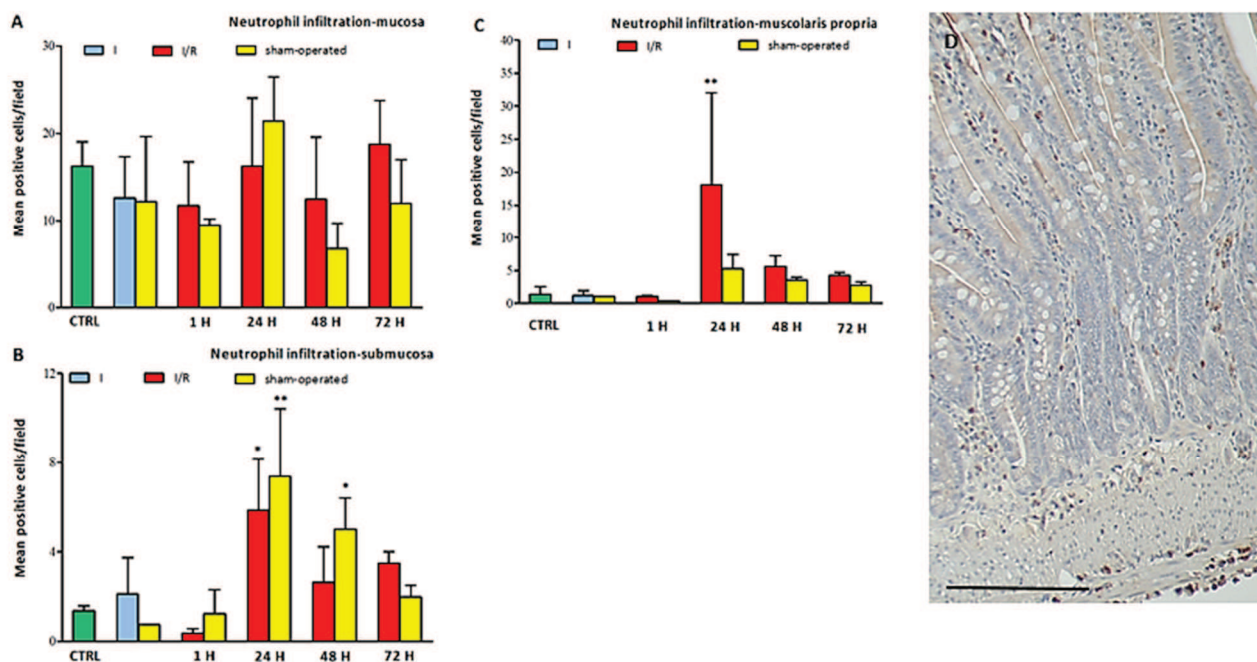 A
Neutrophil infiltration-mucosa
I I/R sham-operated
Mean positive cells/field
30
20
10
0
CTRL 1 H 24 H 48 H 72 H
B
Neutrophil infiltration-submucosa
I I/R sham-operated
Mean positive cells/field
12
8
4
0
* ** *
CTRL 1 H 24 H 48 H 72 H
C
Neutrophil infiltration-muscolaris propria
I I/R sham-operated
Mean positive cells/field
40
35
30
25
20
15
10
5
0
**
CTRL 1 H 24 H 48 H 72 H
D